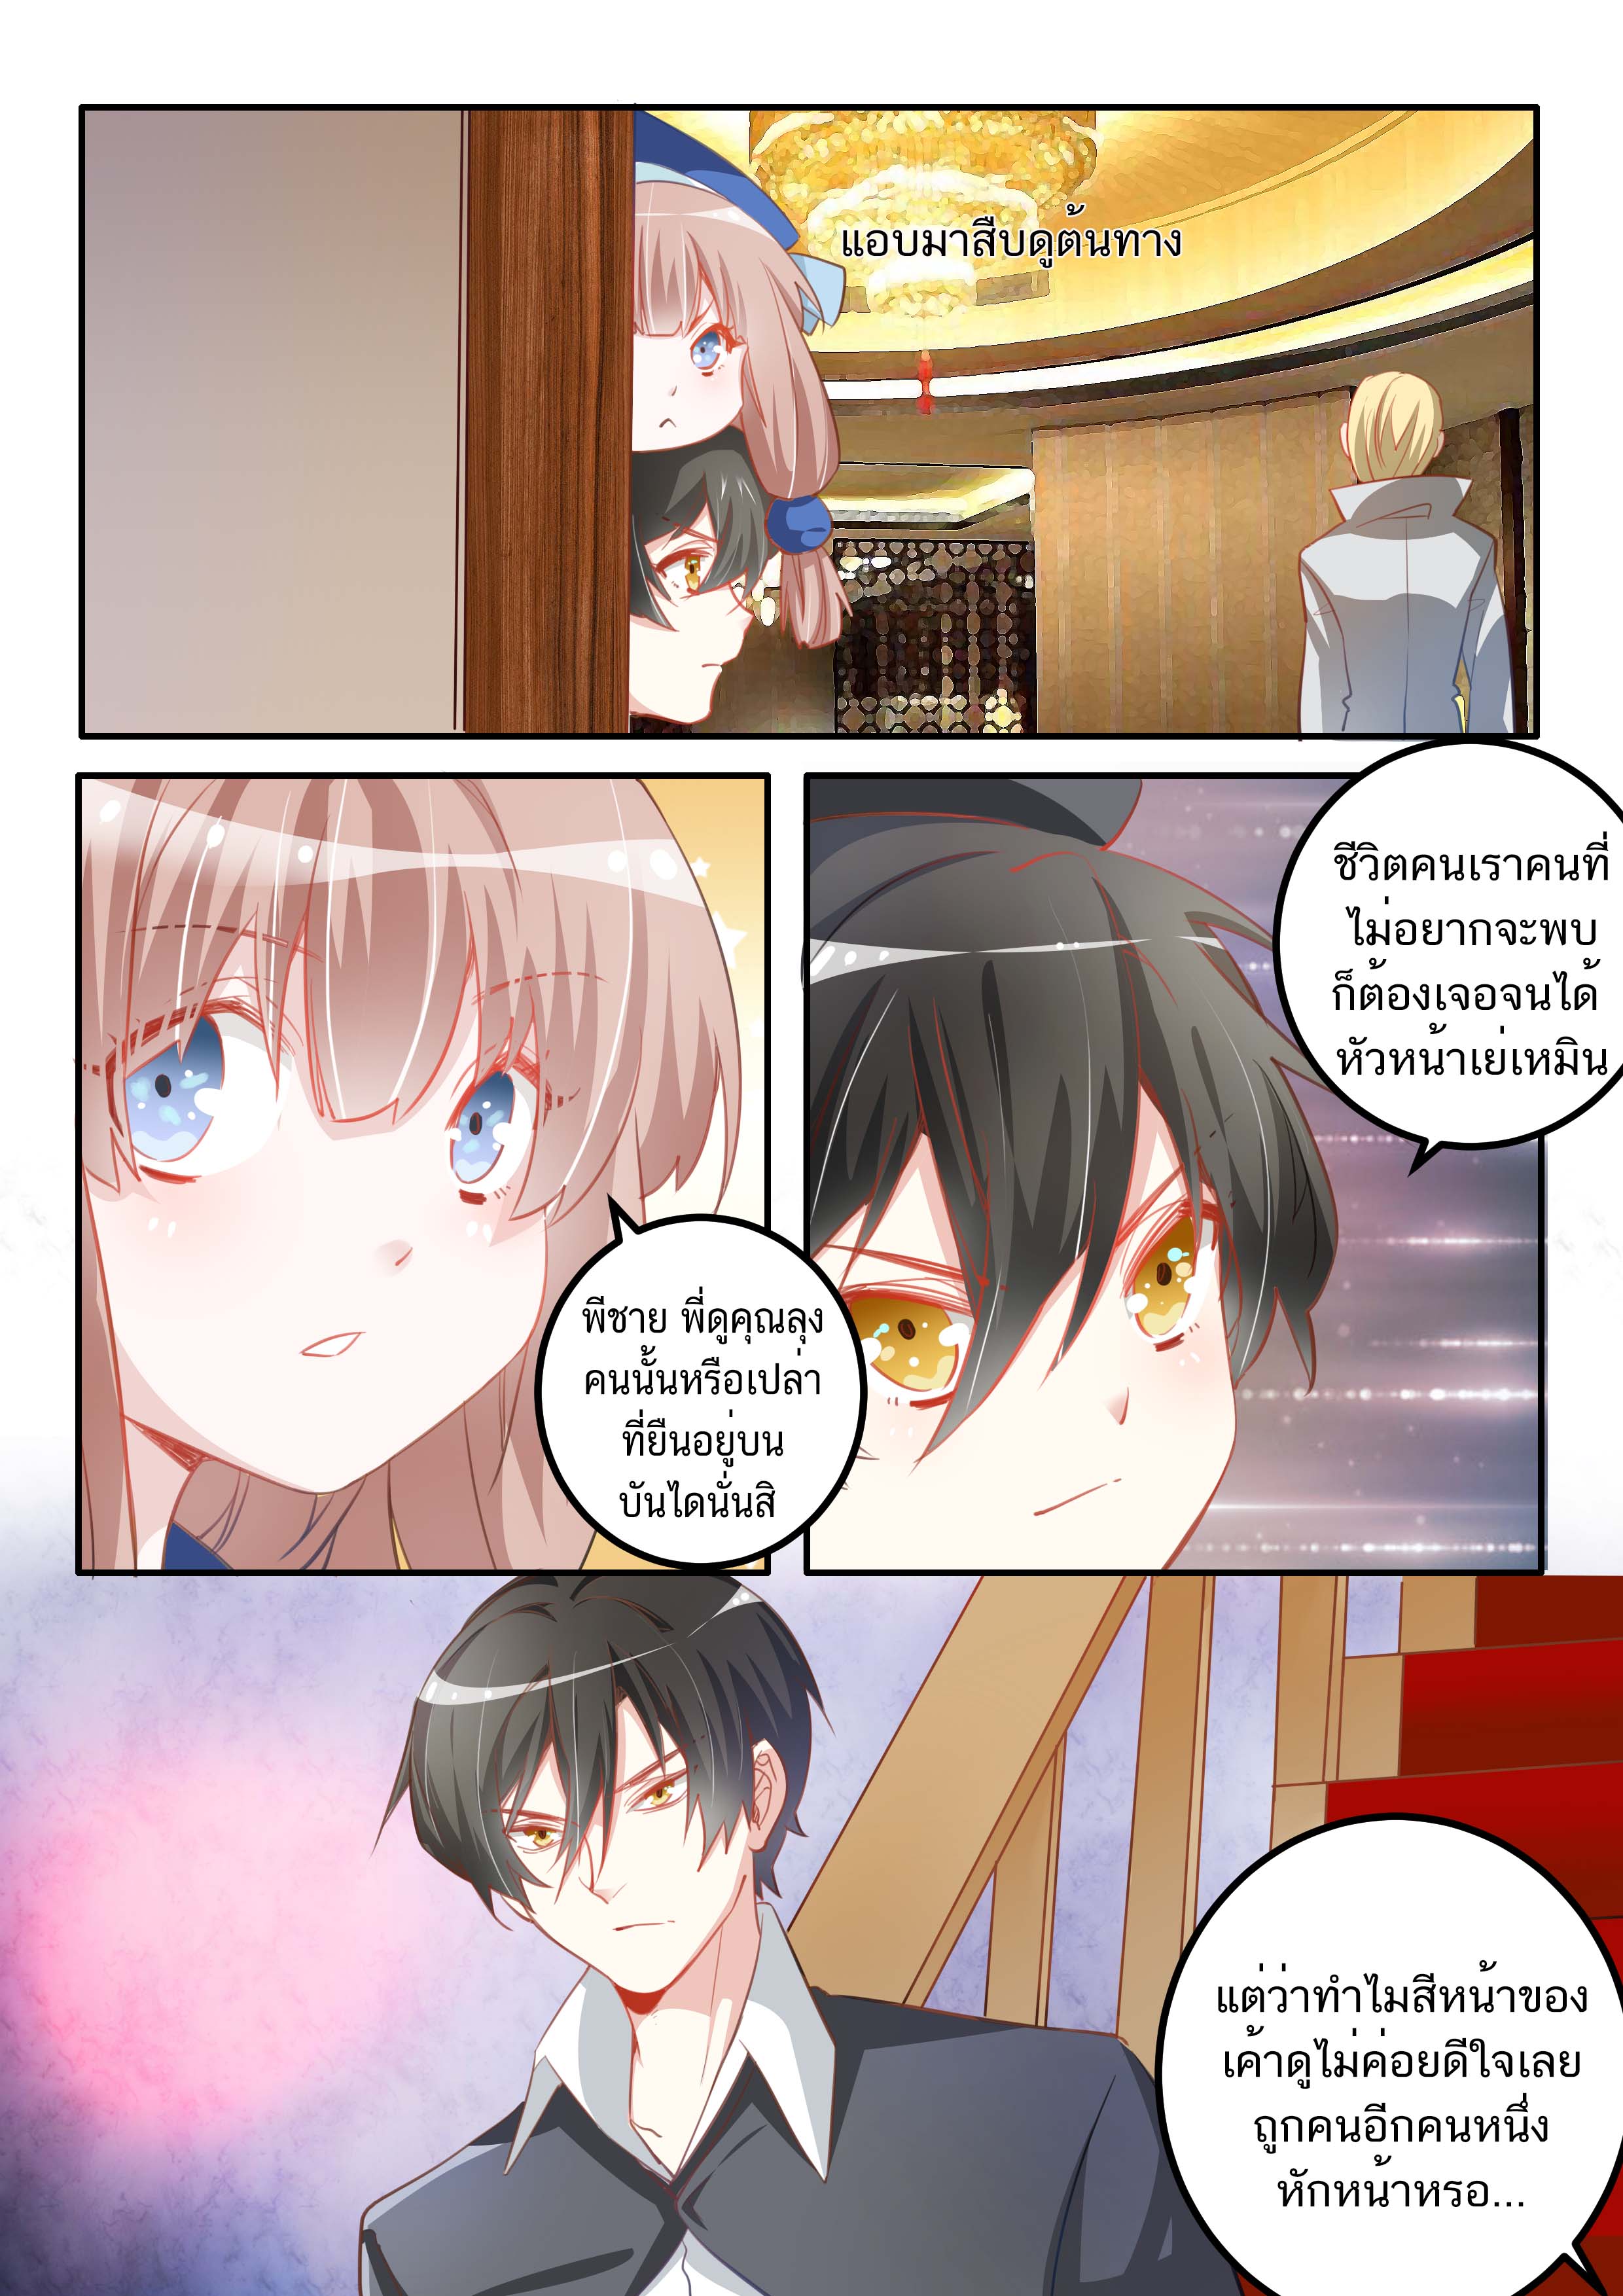 แอบมาสืบดูต้นทาง
พีชาย พี่ดูคุณลุง
คนนั้นหรือเปล่า
ที่ยืนอยู่บน
บันไดนั่นสิ
ชีวิตคนเราคนที่
ไม่อยากจะพบ
ก็ต้องเจอจนได้
หัวหน้าเย่เหมิน
แต่ว่าทำไมสีหน้าของ
เค้าดูไม่ค่อยดีใจเลย
ถูกคนอีกคนหนึ่ง
หักหน้าหรอ...